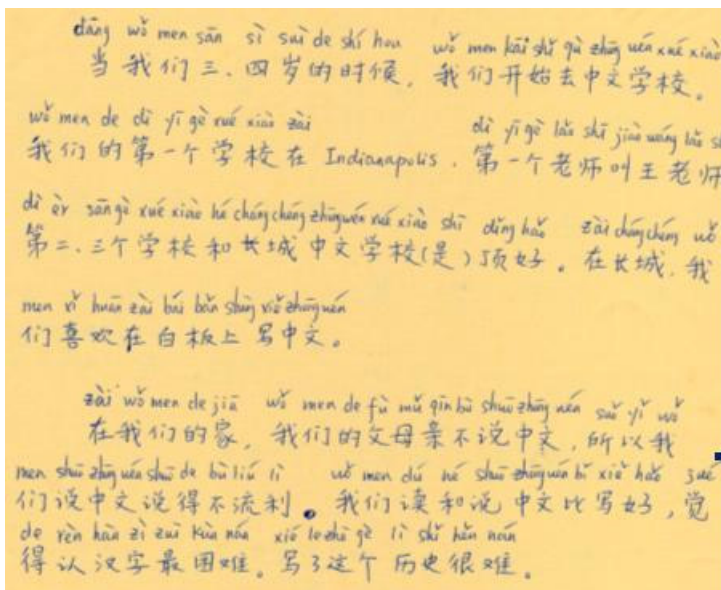 dāng wǒ men sān sì suì de shí hou wǒ men kāi shǐ qù zhōng wén xué xiào
当我们三、四岁的时候，我们开始去中文学校。
wǒ men de dì yī gè xué xiào zài dì yī gè lǎo shī jiào wáng lǎo
我们的第一个学校在 Indianapolis . 第一个老师叫王老师
dì èr sān gè xué xiào hé cháng chéng zhōng wén xué xiào shī dǐng hǎo zài cháng chéng wǒ
第二、三个学校和长城中文学校(是)顶好。在长城，我
men xǐ huān zài bái bǎn shàng xiě zhōng wén
们喜欢在白板上写中文。
zài wǒ men de jiā wǒ men de fù mǔ qīn bù shuō zhōng wén suǒ yǐ wǒ
在我们的家，我们的父母亲不说中文，所以我
men shuō zhōng wén shuō de bù liú lì wǒ men dú hé shuō zhōng wén bǐ xiě hǎo jué
们说中文说得不流利。我们读和说中文比写好，觉
de rèn hàn zì zuì kùn nán xiě le zhè gè lì shǐ hěn nán
得认汉字最困难。写了这个历史很难。